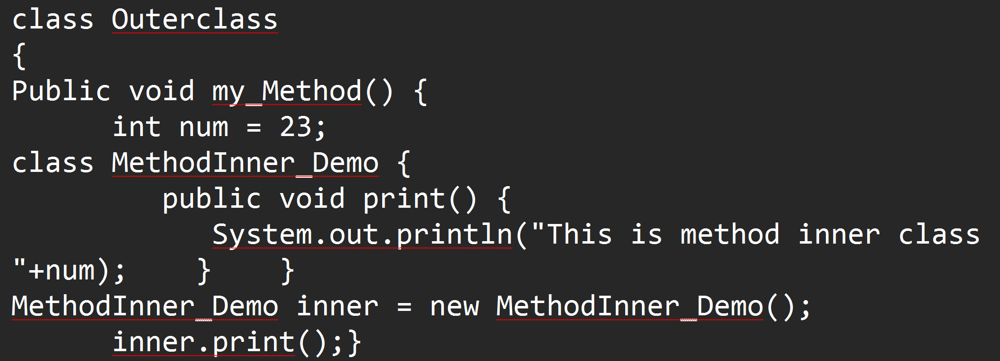 class Outerclass
{
Public void my_Method() {
      int num = 23;
class MethodInner_Demo {
         public void print() {
            System.out.println("This is method inner class
"+num);    }    }
MethodInner_Demo inner = new MethodInner_Demo();
      inner.print();}